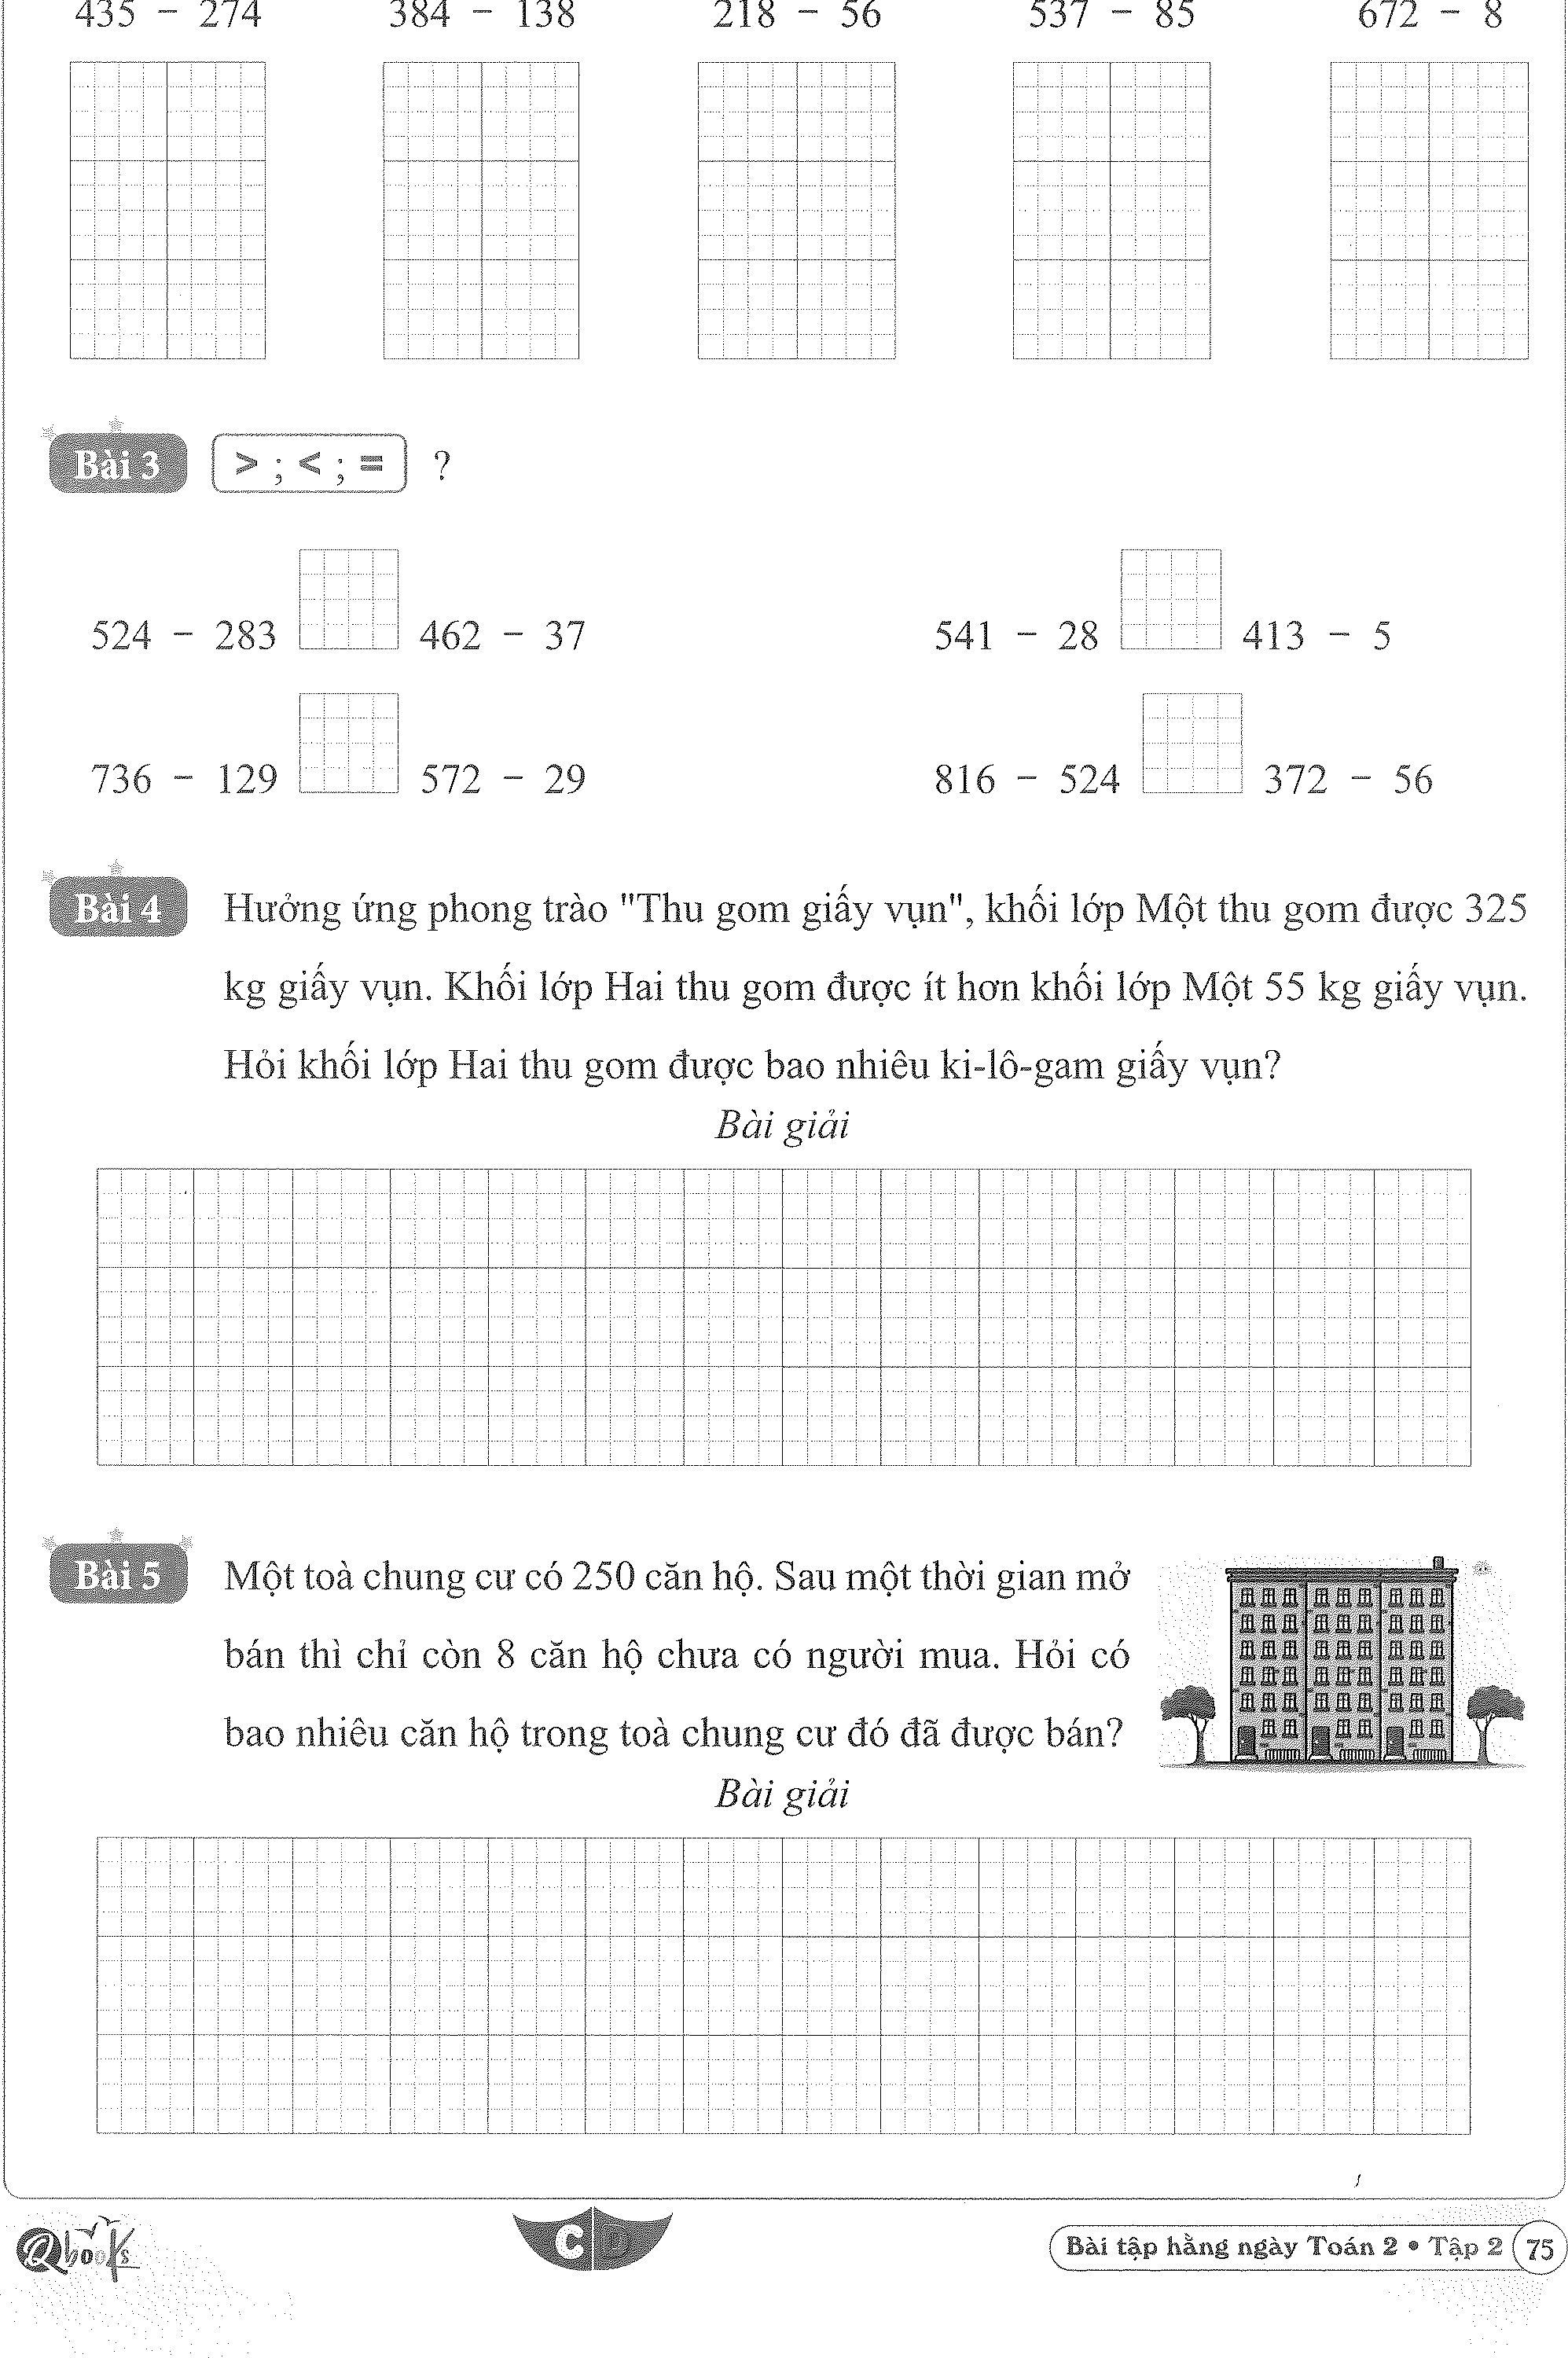 435 − 274 384 − 138 218 − 56 537 − 85 672 − 8
Bài 3 > ; < ; = ?
524 − 283 462 − 37 541 − 28 413 − 5
736 − 129 572 − 29 816 − 524 372 − 56
Bài 4 Hưởng ứng phong trào "Thu gom giấy vụn", khối lớp Một thu gom được 325
kg giấy vụn. Khối lớp Hai thu gom được ít hơn khối lớp Một 55 kg giấy vụn.
Hỏi khối lớp Hai thu gom được bao nhiêu ki-lô-gam giấy vụn?
Bài giải
Bài 5 Một toà chung cư có 250 căn hộ. Sau một thời gian mở
bán thì chỉ còn 8 căn hộ chưa có người mua. Hỏi có
bao nhiêu căn hộ trong toà chung cư đó đã được bán?
Bài giải
Qbooks CD Bài tập hằng ngày Toán 2 • Tập 2 75